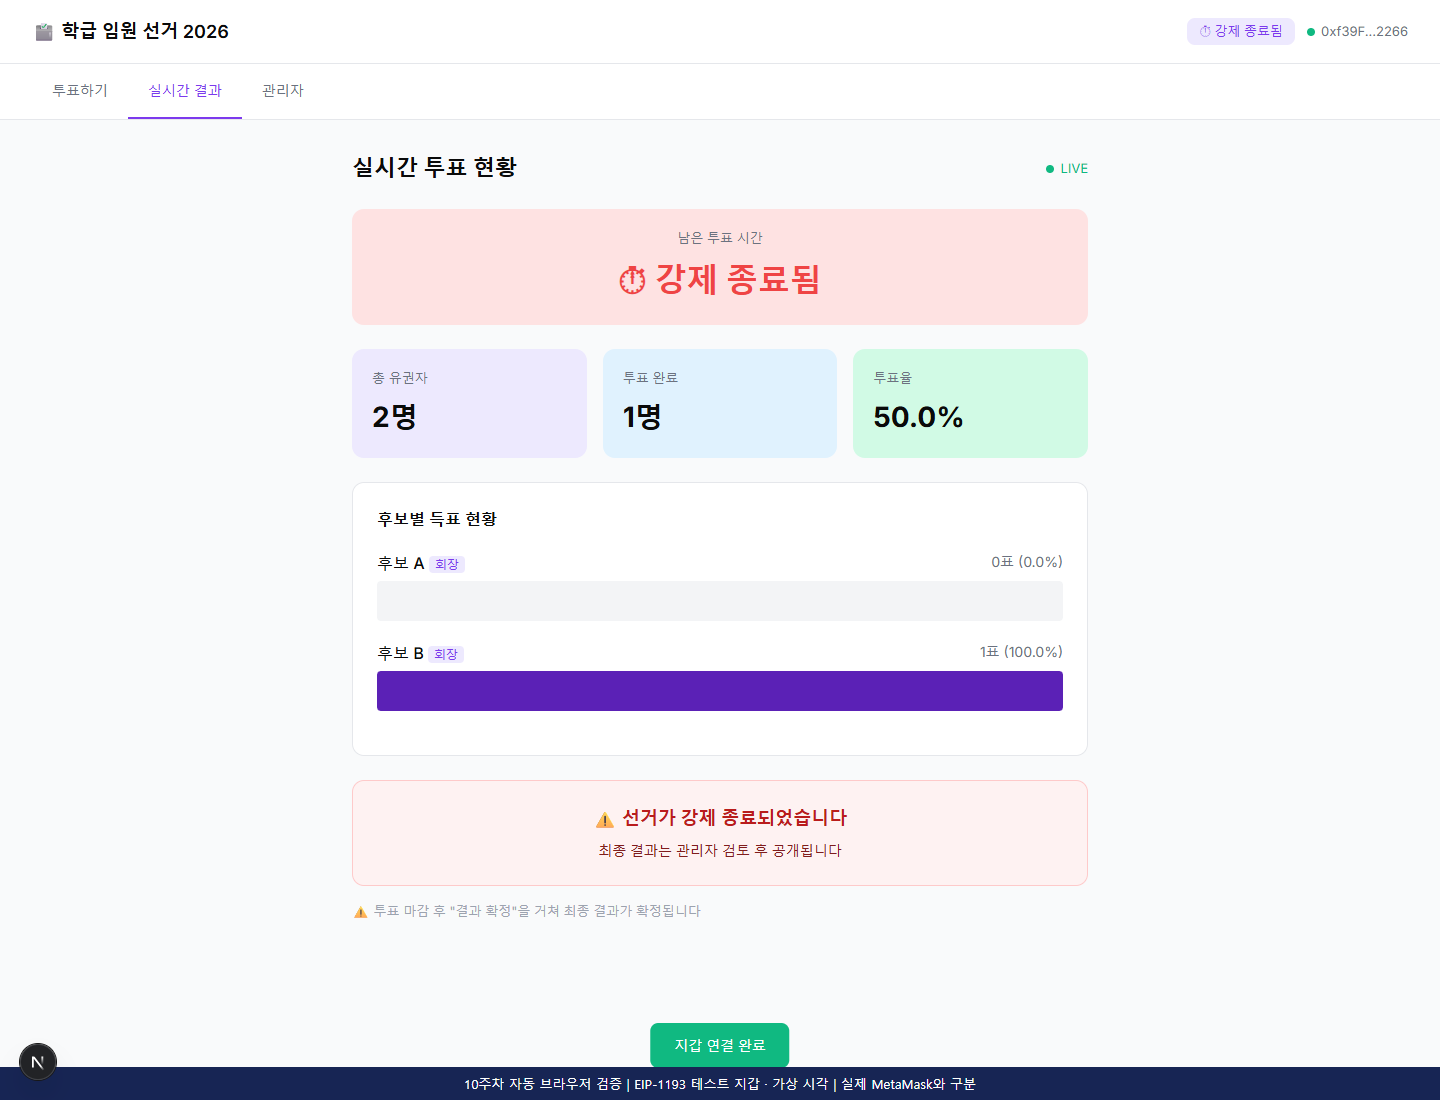 학급 임원 선거 2026
⏱ 강제 종료됨
0xf39F...2266
투표하기
실시간 결과
관리자
실시간 투표 현황
LIVE
남은 투표 시간
⏱ 강제 종료됨
총 유권자
2명
투표 완료
1명
투표율
50.0%
후보별 득표 현황
후보 A 회장
0표 (0.0%)
후보 B 회장
1표 (100.0%)
⚠️ 선거가 강제 종료되었습니다
최종 결과는 관리자 검토 후 공개됩니다
⚠️ 투표 마감 후 "결과 확정"을 거쳐 최종 결과가 확정됩니다
지갑 연결 완료
N
10주차 자동 브라우저 검증 | EIP-1193 테스트 지갑 · 가상 시각 | 실제 MetaMask와 구분